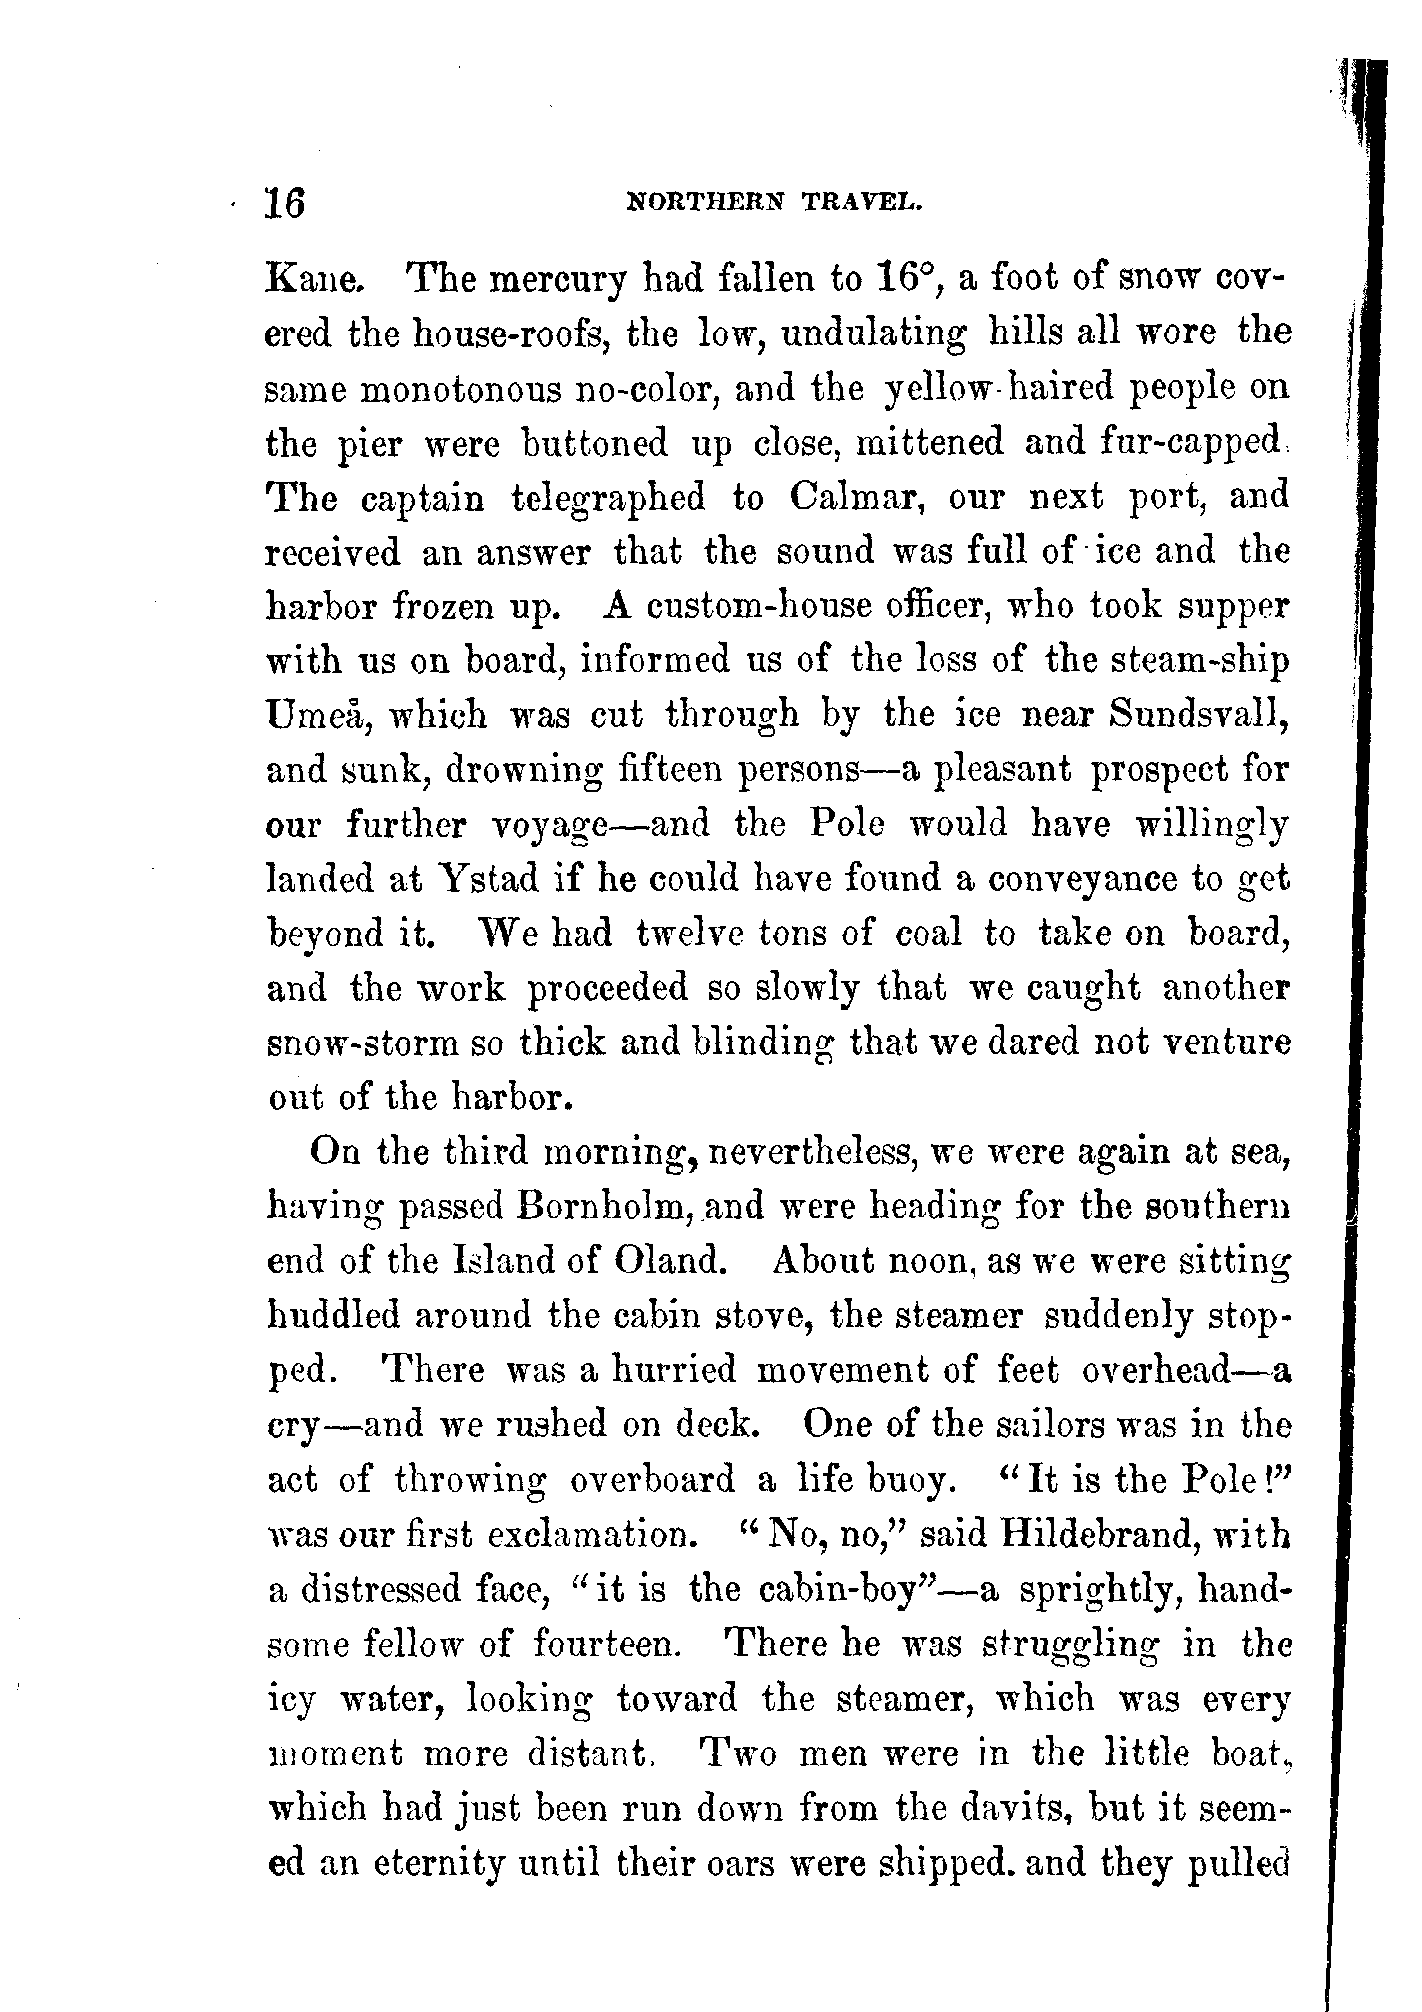 16 NORTHERN TRAVEL.
Kane. The mercury had fallen to 16°, a foot of snow cov-
ered the house-roofs, the low, undulating hills all wore the
same monotonous no-color, and the yellow-haired people on
the pier were buttoned up close, mittened and fur-capped.
The captain telegraphed to Calmar, our next port, and
received an answer that the sound was full of ice and the
harbor frozen up. A custom-house officer, who took supper
with us on board, informed us of the loss of the steam-ship
Umeå, which was cut through by the ice near Sundsvall,
and sunk, drowning fifteen persons—a pleasant prospect for
our further voyage—and the Pole would have willingly
landed at Ystad if he could have found a conveyance to get
beyond it. We had twelve tons of coal to take on board,
and the work proceeded so slowly that we caught another
snow-storm so thick and blinding that we dared not venture
out of the harbor.
On the third morning, nevertheless, we were again at sea,
having passed Bornholm, and were heading for the southern
end of the Island of Oland. About noon, as we were sitting
huddled around the cabin stove, the steamer suddenly stop-
ped. There was a hurried movement of feet overhead—a
cry—and we rushed on deck. One of the sailors was in the
act of throwing overboard a life buoy. "It is the Pole!"
was our first exclamation. "No, no," said Hildebrand, with
a distressed face, "it is the cabin-boy"—a sprightly, hand-
some fellow of fourteen. There he was struggling in the
icy water, looking toward the steamer, which was every
moment more distant. Two men were in the little boat,
which had just been run down from the davits, but it seem-
ed an eternity until their oars were shipped. and they pulled